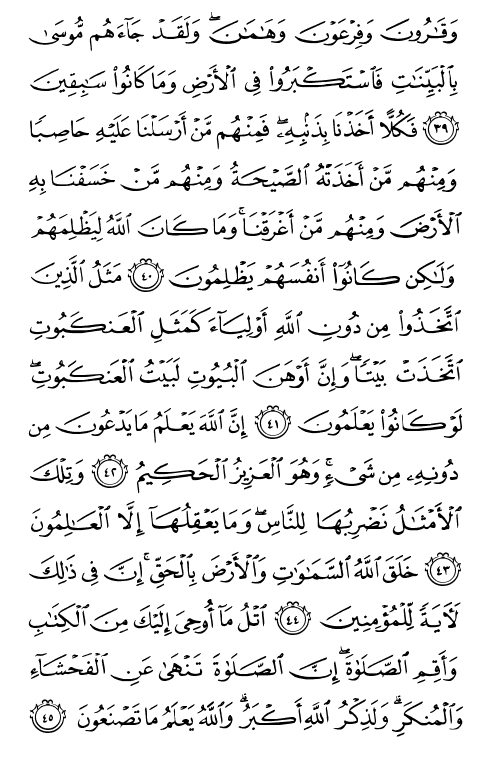 وَقَٰرُونَ وَفِرْعَوْنَ وَهَٰمَٰنَۖ وَلَقَدْ جَآءَهُم مُّوسَىٰ
بِٱلْبَيِّنَٰتِ فَٱسْتَكْبَرُوا۟ فِى ٱلْأَرْضِ وَمَا كَانُوا۟ سَٰبِقِينَ
﴿٣٩﴾ فَكُلًّا أَخَذْنَا بِذَنۢبِهِۦۖ فَمِنْهُم مَّنْ أَرْسَلْنَا عَلَيْهِ حَاصِبًا
وَمِنْهُم مَّنْ أَخَذَتْهُ ٱلصَّيْحَةُ وَمِنْهُم مَّنْ خَسَفْنَا بِهِ
ٱلْأَرْضَ وَمِنْهُم مَّنْ أَغْرَقْنَاۚ وَمَا كَانَ ٱللَّهُ لِيَظْلِمَهُمْ
وَلَٰكِن كَانُوٓا۟ أَنفُسَهُمْ يَظْلِمُونَ ﴿٤٠﴾ مَثَلُ ٱلَّذِينَ
ٱتَّخَذُوا۟ مِن دُونِ ٱللَّهِ أَوْلِيَآءَ كَمَثَلِ ٱلْعَنكَبُوتِ
ٱتَّخَذَتْ بَيْتًاۖ وَإِنَّ أَوْهَنَ ٱلْبُيُوتِ لَبَيْتُ ٱلْعَنكَبُوتِۖ
لَوْ كَانُوا۟ يَعْلَمُونَ ﴿٤١﴾ إِنَّ ٱللَّهَ يَعْلَمُ مَا يَدْعُونَ مِن
دُونِهِۦ مِن شَىْءٍۚ وَهُوَ ٱلْعَزِيزُ ٱلْحَكِيمُ ﴿٤٢﴾ وَتِلْكَ
ٱلْأَمْثَٰلُ نَضْرِبُهَا لِلنَّاسِۖ وَمَا يَعْقِلُهَآ إِلَّا ٱلْعَٰلِمُونَ
﴿٤٣﴾ خَلَقَ ٱللَّهُ ٱلسَّمَٰوَٰتِ وَٱلْأَرْضَ بِٱلْحَقِّۚ إِنَّ فِى ذَٰلِكَ
لَءَايَةً لِّلْمُؤْمِنِينَ ﴿٤٤﴾ ٱتْلُ مَآ أُوحِىَ إِلَيْكَ مِنَ ٱلْكِتَٰبِ
وَأَقِمِ ٱلصَّلَوٰةَۖ إِنَّ ٱلصَّلَوٰةَ تَنْهَىٰ عَنِ ٱلْفَحْشَآءِ
وَٱلْمُنكَرِۗ وَلَذِكْرُ ٱللَّهِ أَكْبَرُۗ وَٱللَّهُ يَعْلَمُ مَا تَصْنَعُونَ ﴿٤٥﴾